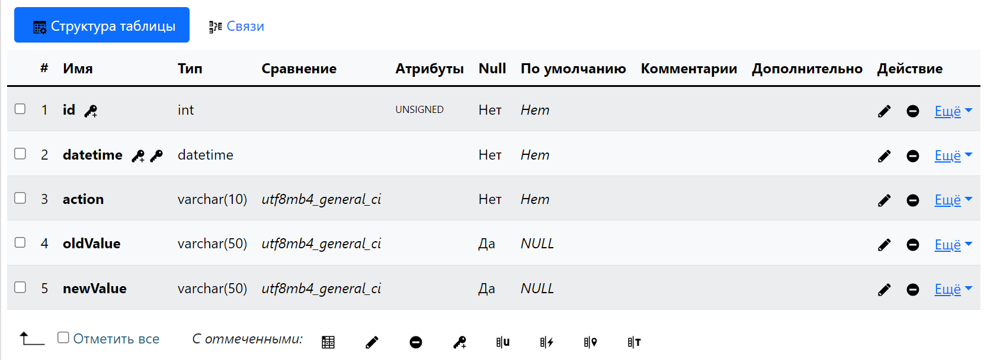 Структура таблицы Связи
# Имя Тип Сравнение Атрибуты Null По умолчанию Комментарии Дополнительно Действие
1 id int UNSIGNED Нет Нет Ещё
2 datetime datetime Нет Нет Ещё
3 action varchar(10) utf8mb4_general_ci Нет Нет Ещё
4 oldValue varchar(50) utf8mb4_general_ci Да NULL Ещё
5 newValue varchar(50) utf8mb4_general_ci Да NULL Ещё
Отметить все С отмеченными: u T